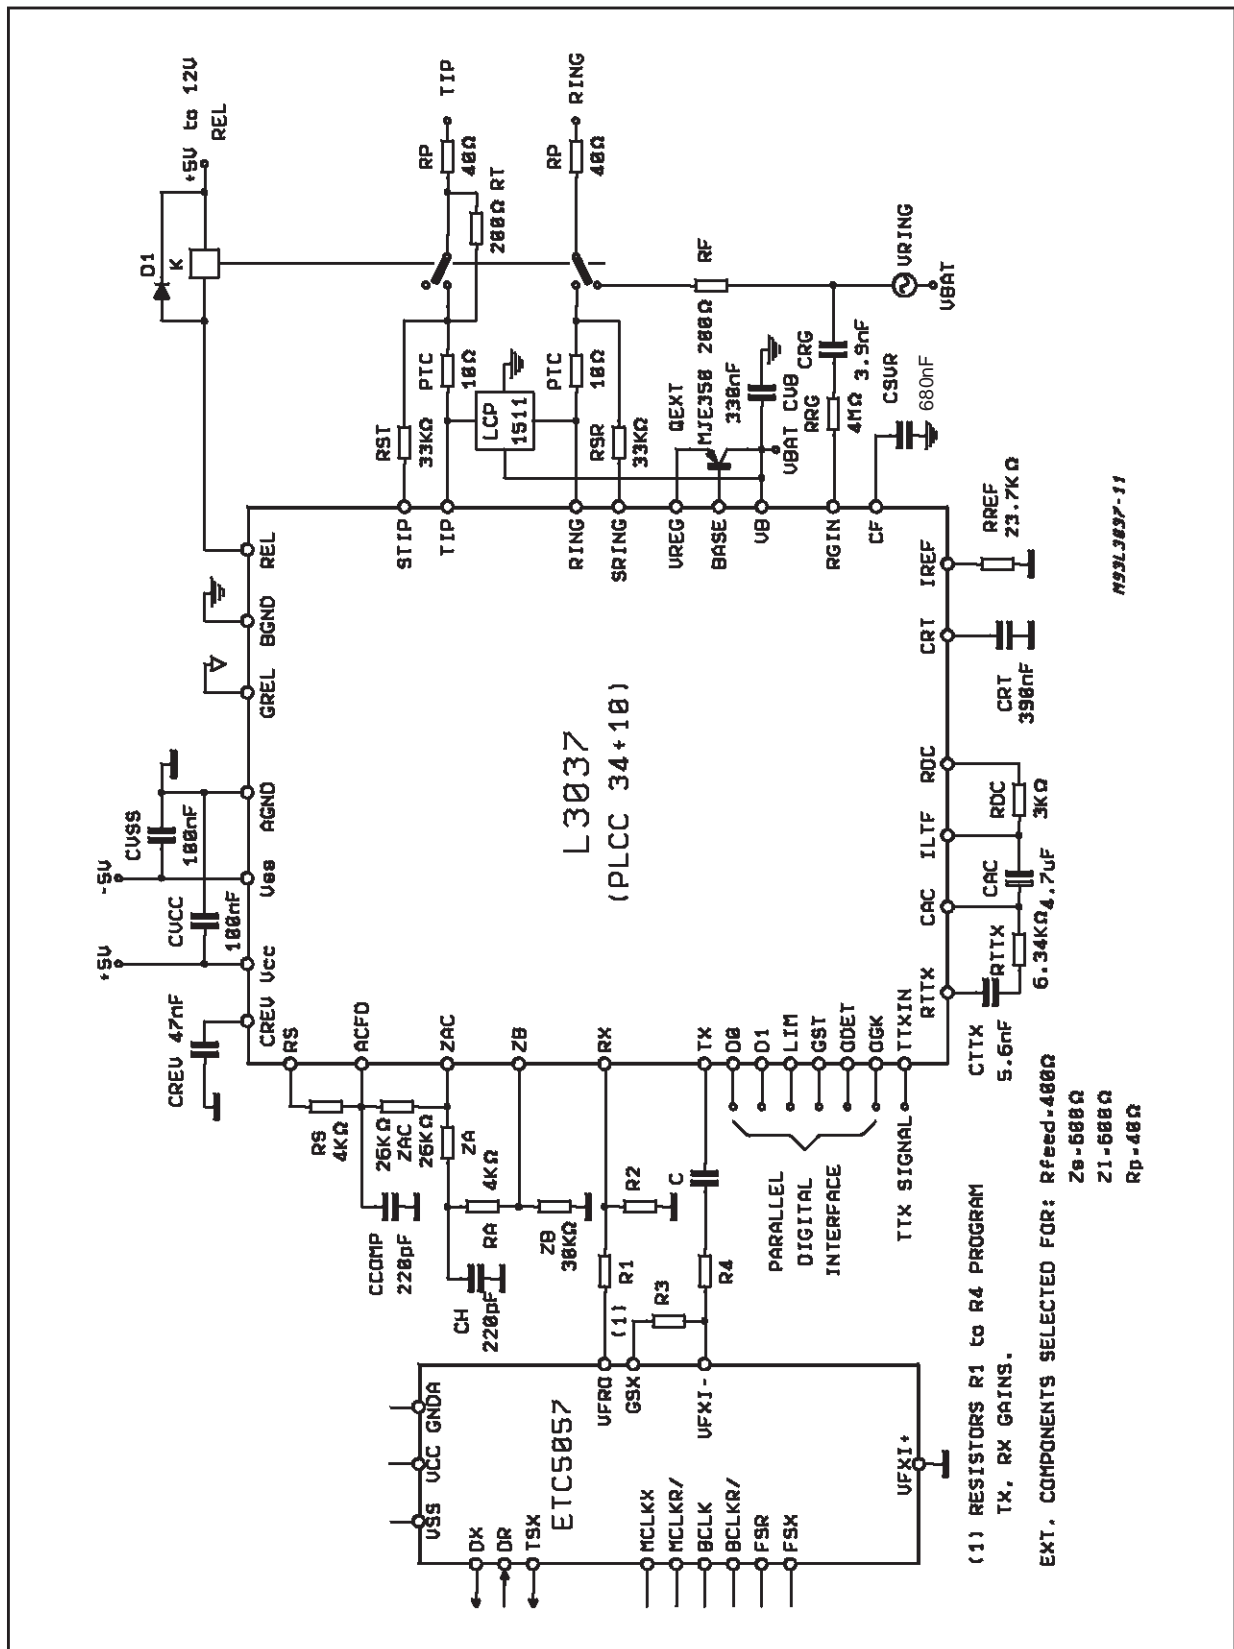 +5V to 12V
REL
D1
K
TIP
RING
RP
40Ω
RP
40Ω
200Ω RT
RF
200Ω
VRING
VBAT
PTC
10Ω
LCP
1511
PTC
10Ω
RST
33KΩ
RSR
33KΩ
QEXT
MJE350
330nF
VBAT CVB
CRG
3.9nF
RRG
4MΩ
CSVR
680nF
REL
BGND
GREL
AGND
Vss
Vcc
CREV
STIP
TIP
RING
SRING
VREG
BASE
VB
RGIN
CF
IREF
CRT
RDC
ILTF
CAC
RTTX
RREF
23.7KΩ
CRT
390nF
RDC
3KΩ
CAC
4.7uF
RTTX
6.34KΩ
CTTX
5.6nF
L3037
(PLCC 34+10)
-5V
CVSS
100nF
+5V
CVCC
100nF
CREV 47nF
RS
ACFD
ZAC
ZB
RX
TX
D0
D1
LIM
GST
ODET
OGK
TTXIN
RS
4KΩ
26KΩ
ZAC
26KΩ
ZA
4KΩ
RA
CCOMP
220pF
CH
220pF
ZB
30KΩ
R1
R2
C
R3
R4
(1)
PARALLEL
DIGITAL
INTERFACE
TTX SIGNAL
VFRO
GSX
VFXI-
VFXI+
ETC5057
VSS
VCC
GNDA
DX
DR
TSX
MCLKX
MCLKR/
BCLK
BCLKR/
FSR
FSX
(1) RESISTORS R1 to R4 PROGRAM
TX, RX GAINS.
EXT. COMPONENTS SELECTED FOR: Rfeed=400Ω
Zs=600Ω
Zl=600Ω
Rp=40Ω
M93L3037-11